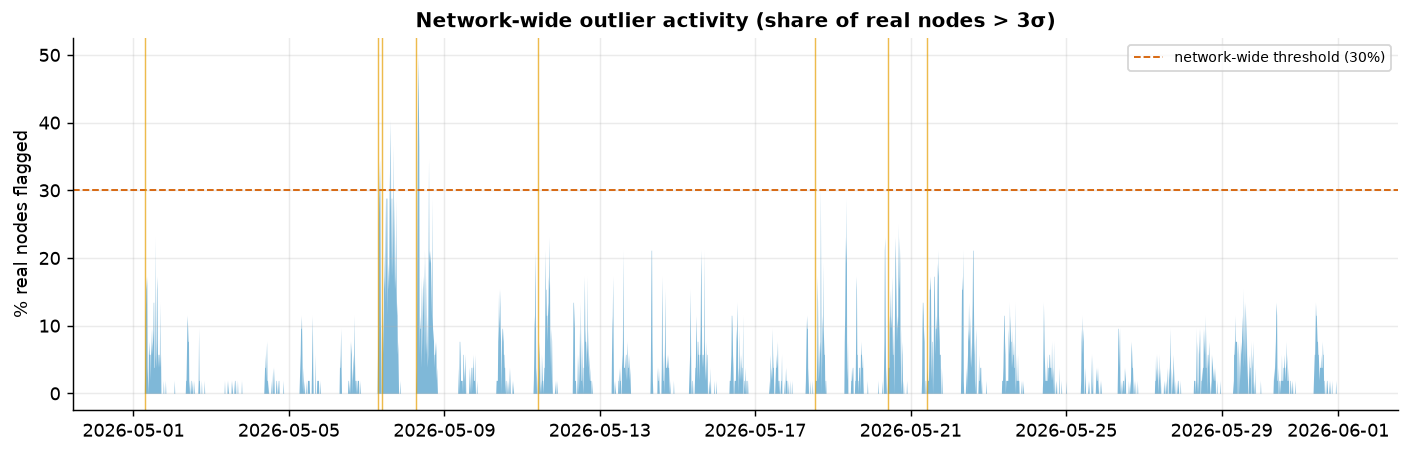 Network-wide outlier activity (share of real nodes > 3σ)
network-wide threshold (30%)
% real nodes flagged
50
40
30
20
10
0
2026-05-01 2026-05-05 2026-05-09 2026-05-13 2026-05-17 2026-05-21 2026-05-25 2026-05-29 2026-06-01